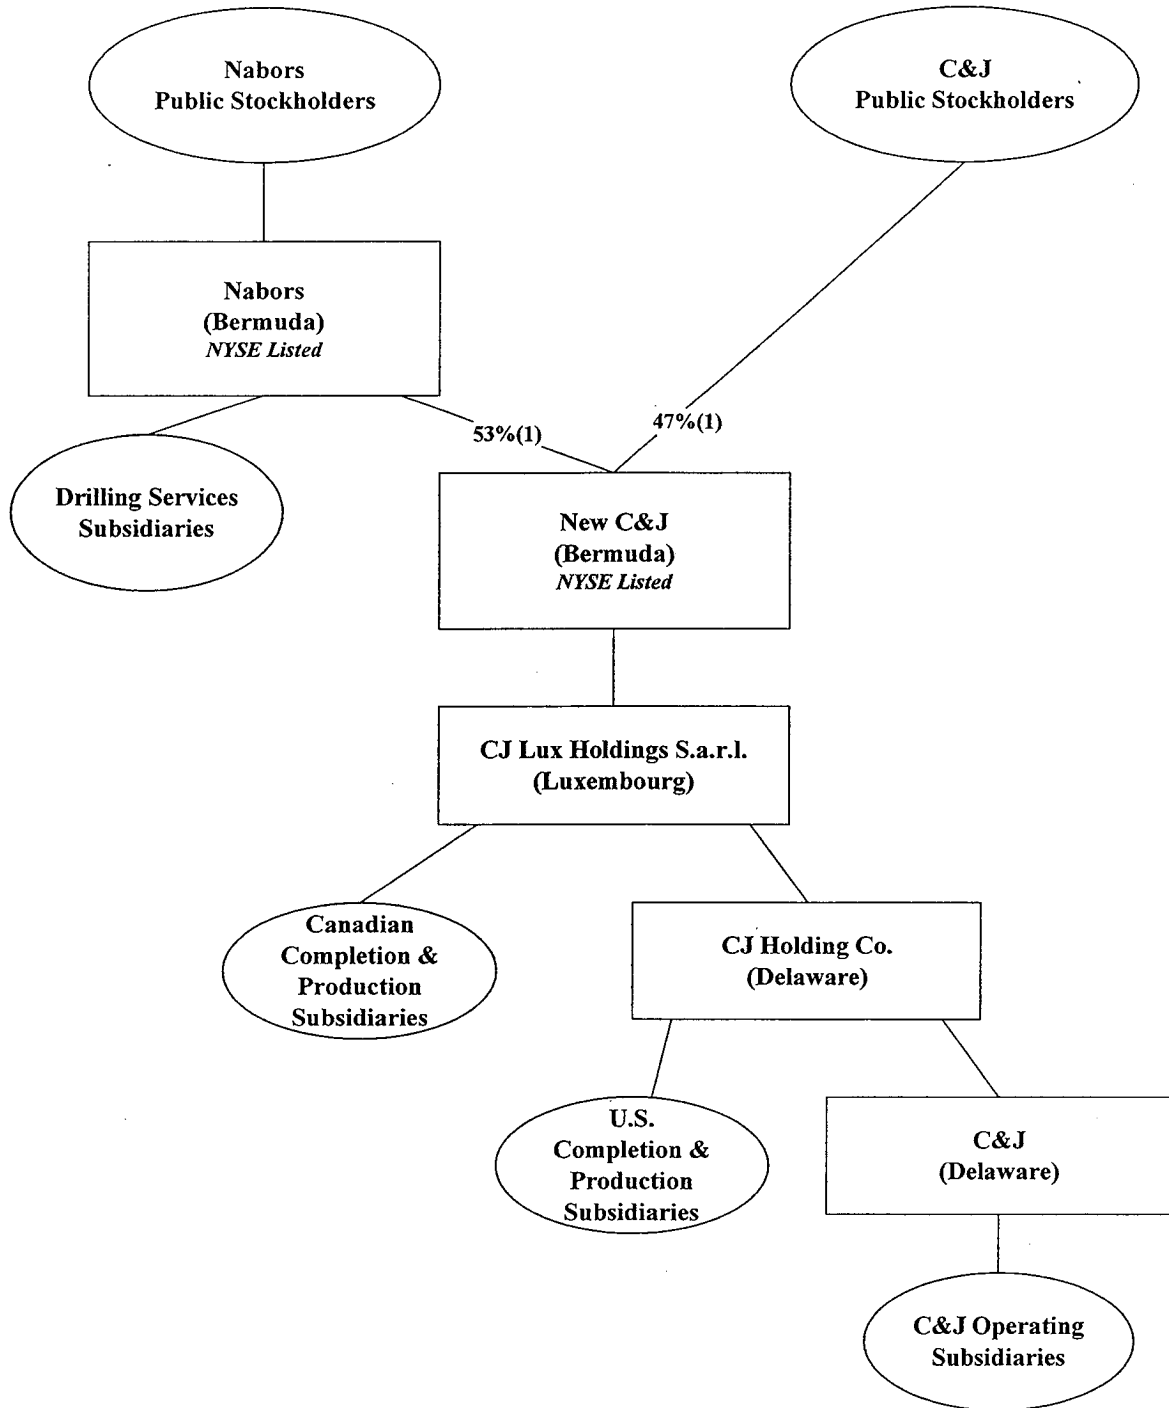 Nabors
Public Stockholders
C&J
Public Stockholders
Nabors
(Bermuda)
NYSE Listed
53%(1)
47%(1)
Drilling Services
Subsidiaries
New C&J
(Bermuda)
NYSE Listed
CJ Lux Holdings S.a.r.l.
(Luxembourg)
Canadian
Completion &
Production
Subsidiaries
CJ Holding Co.
(Delaware)
U.S.
Completion &
Production
Subsidiaries
C&J
(Delaware)
C&J Operating
Subsidiaries